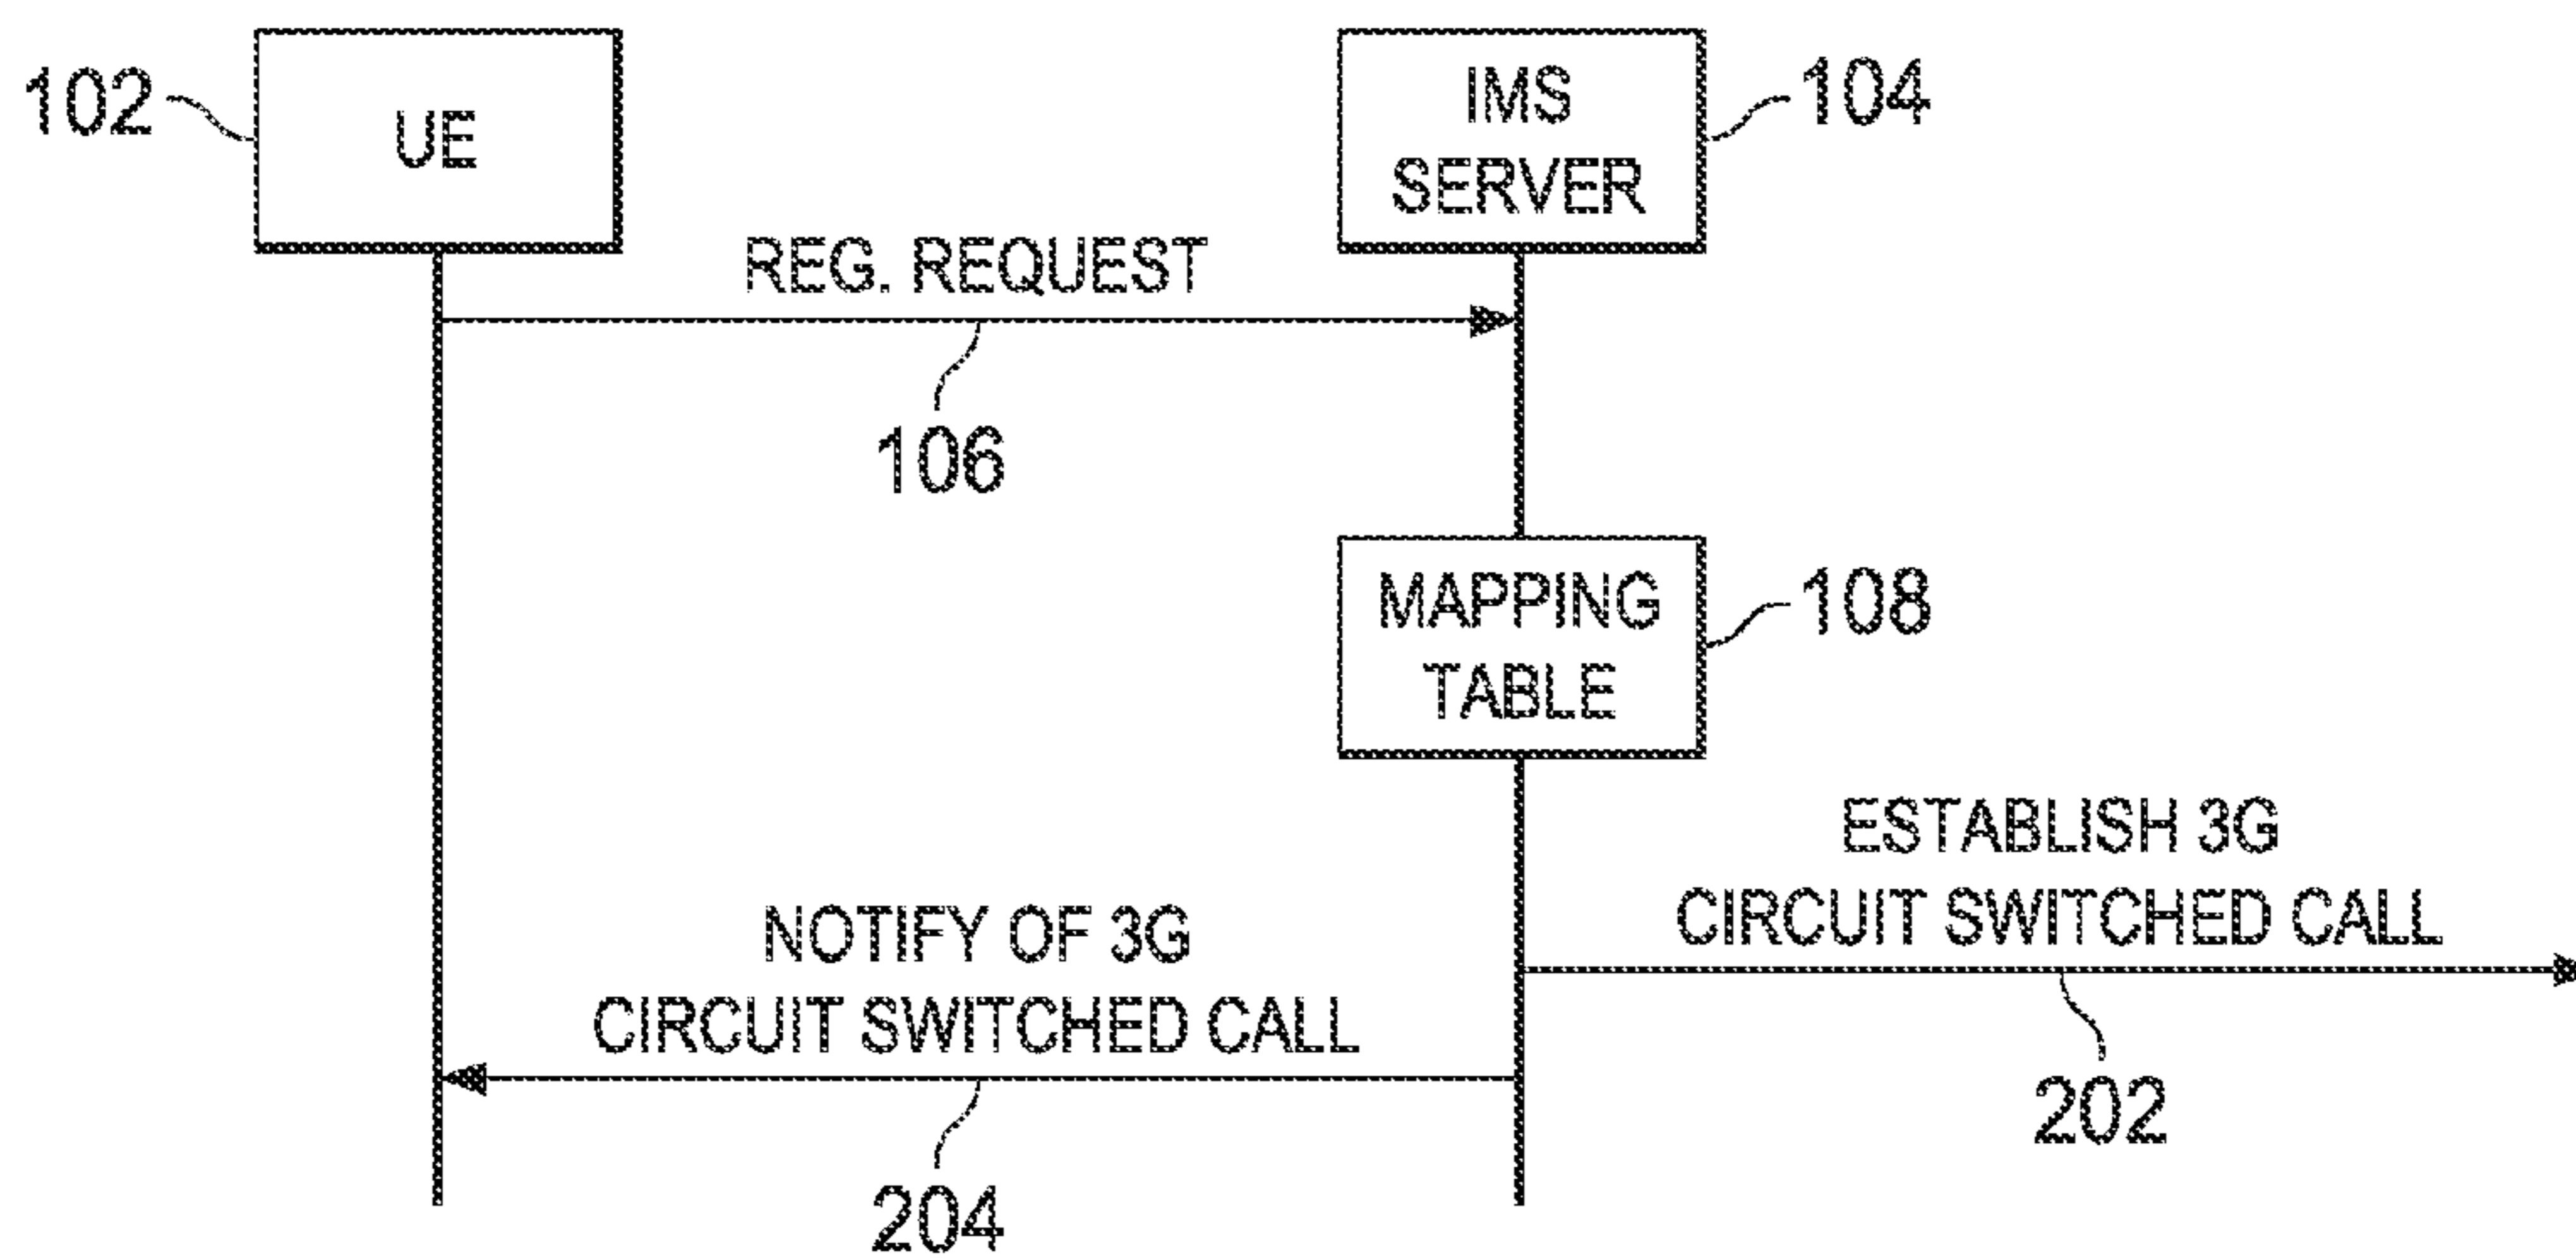 102
UE
IMS
SERVER
104
REG. REQUEST
106
MAPPING
TABLE
108
ESTABLISH 3G
CIRCUIT SWITCHED CALL
202
NOTIFY OF 3G
CIRCUIT SWITCHED CALL
204